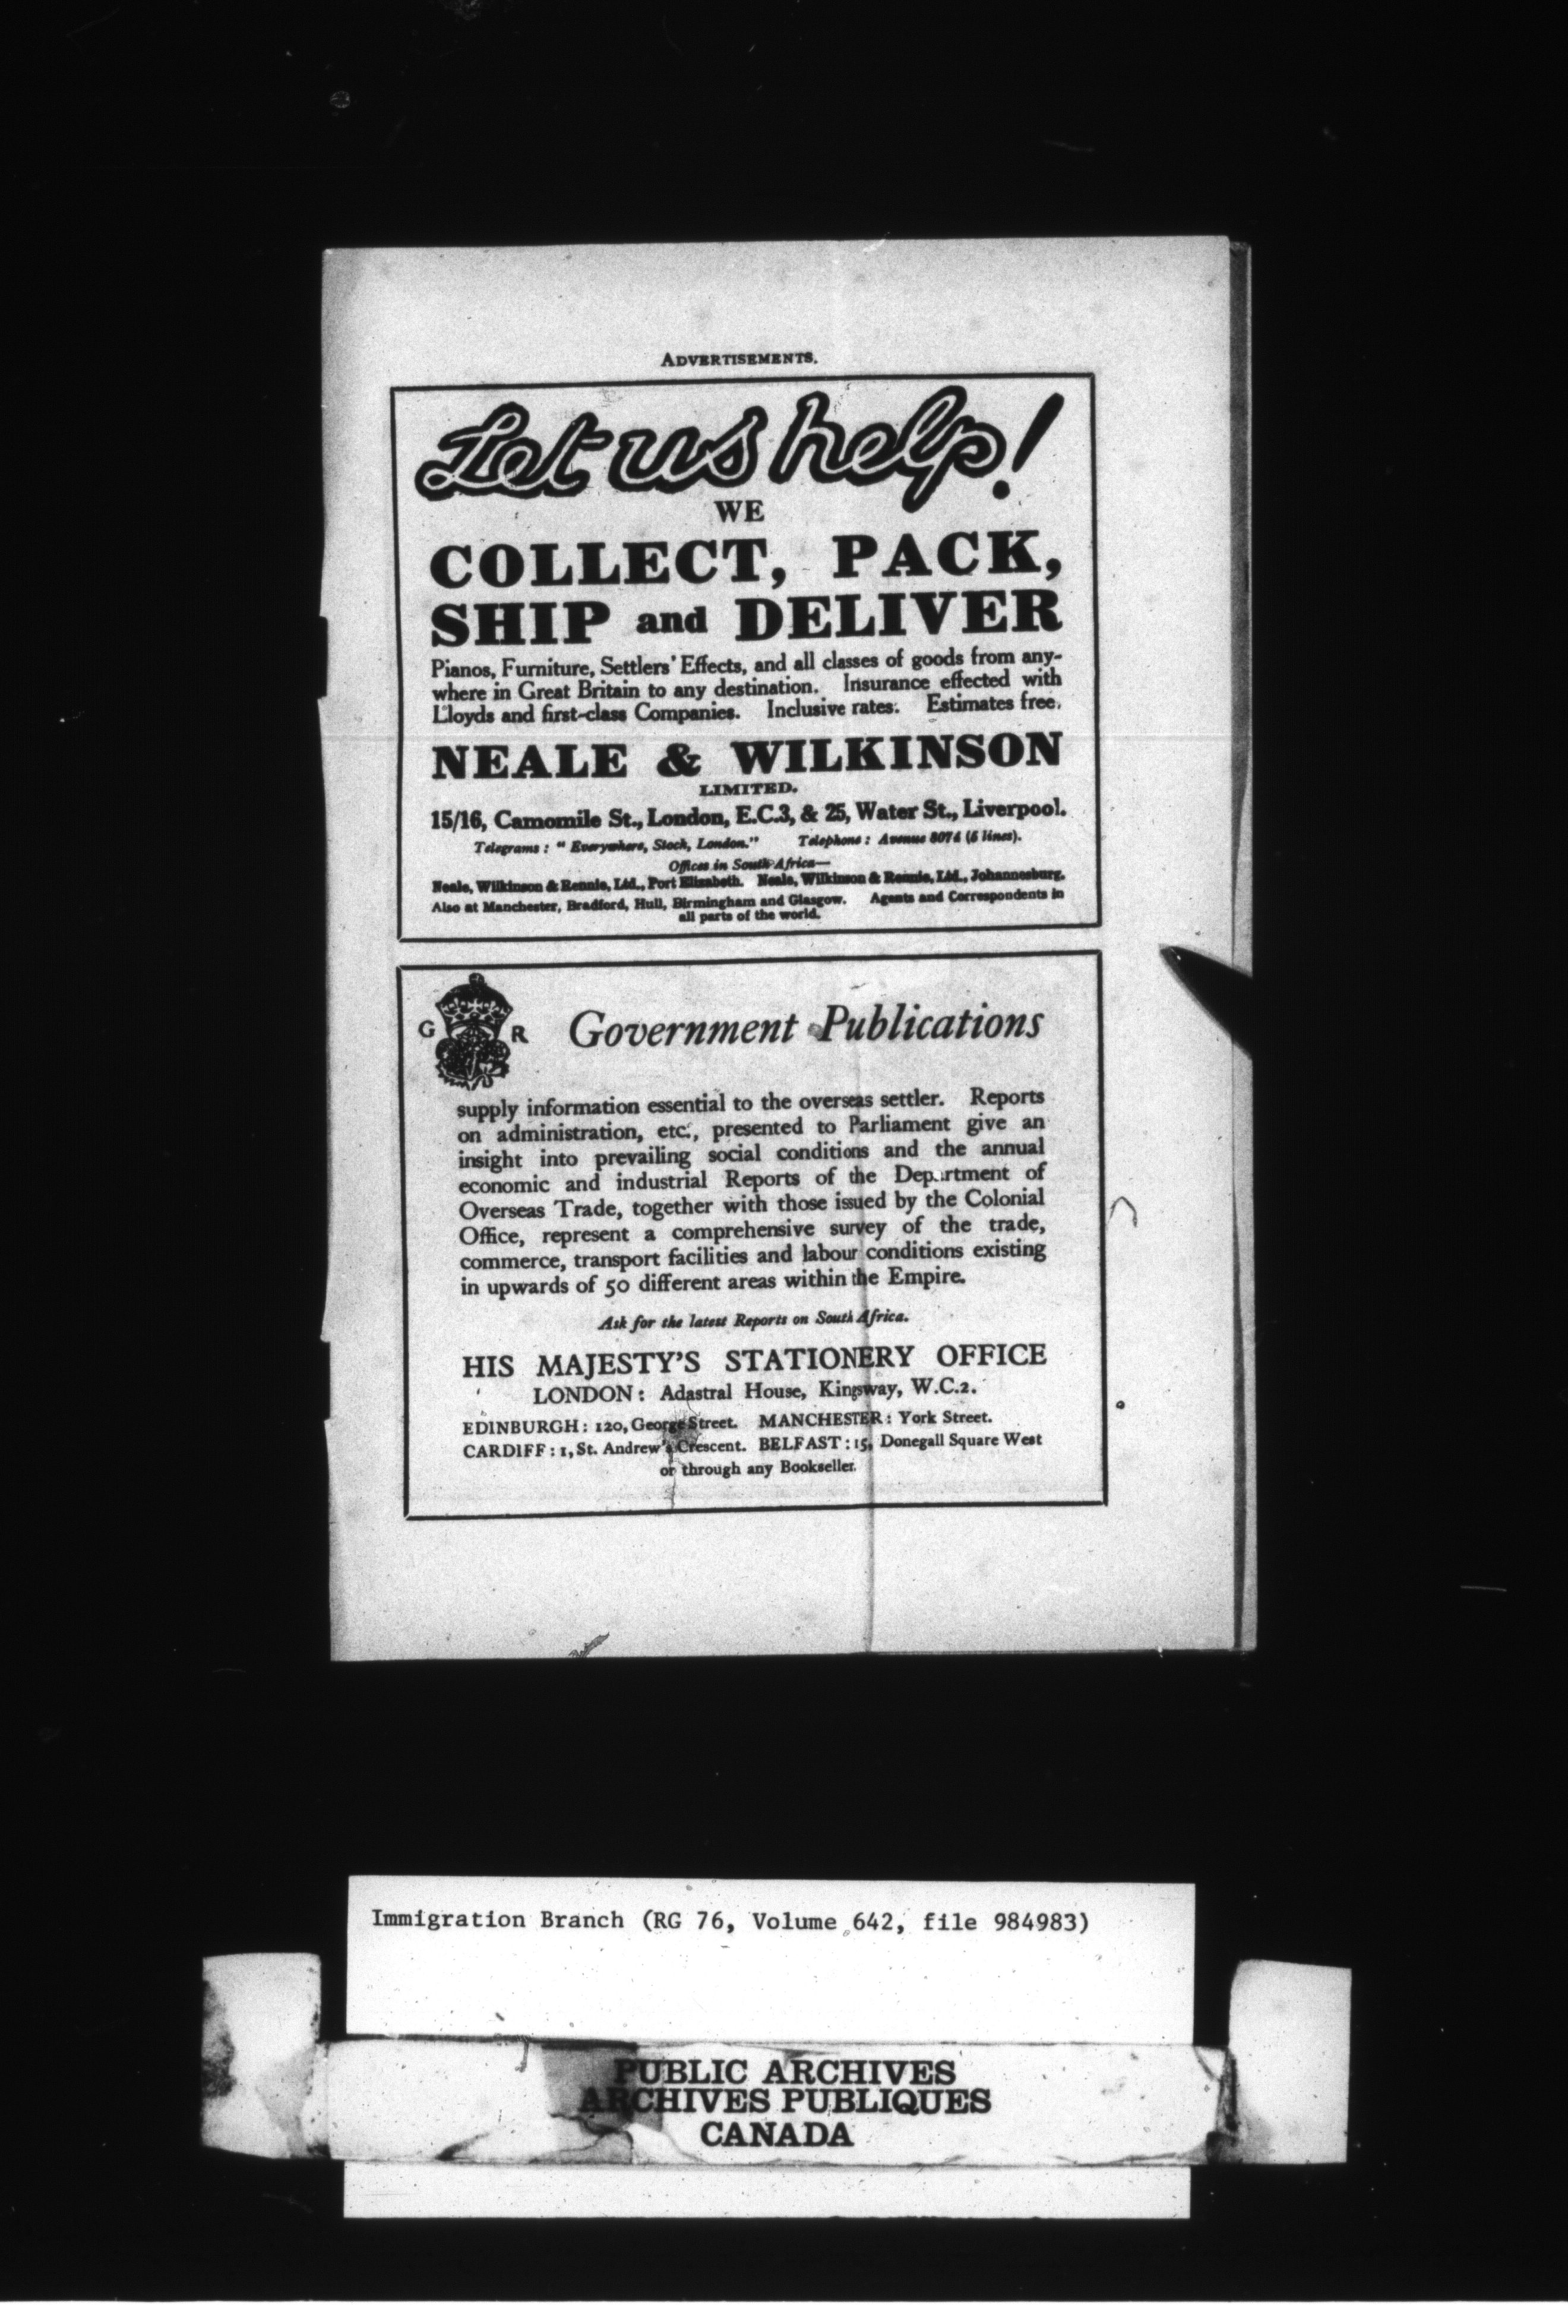 ADVERTISEMENTS.
Let us help!
WE
COLLECT, PACK,
SHIP and DELIVER
Pianos, Furniture, Settlers' Effects, and all classes of goods from any-
where in Great Britain to any destination. Insurance effected with
Lloyds and first-class Companies. Inclusive rates. Estimates free.
NEALE & WILKINSON
LIMITED.
15/16, Camomile St., London, E.C.3, & 25, Water St., Liverpool.
Telegrams: "Everywhere, Stock, London." Telephone: Avenue 8074 (5 lines).
Offices in South Africa—
Neale, Wilkinson & Rennie, Ltd., Port Elizabeth. Neale, Wilkinson & Rennie, Ltd., Johannesburg.
Also at Manchester, Bradford, Hull, Birmingham and Glasgow. Agents and Correspondents in
all parts of the world.
G R
Government Publications
supply information essential to the overseas settler. Reports
on administration, etc., presented to Parliament give an
insight into prevailing social conditions and the annual
economic and industrial Reports of the Department of
Overseas Trade, together with those issued by the Colonial
Office, represent a comprehensive survey of the trade,
commerce, transport facilities and labour conditions existing
in upwards of 50 different areas within the Empire.
Ask for the latest Reports on South Africa.
HIS MAJESTY'S STATIONERY OFFICE
LONDON: Adastral House, Kingsway, W.C.2.
EDINBURGH: 120, George Street. MANCHESTER: York Street.
CARDIFF: 1, St. Andrew's Crescent. BELFAST: 15, Donegall Square West
or through any Bookseller.
Immigration Branch (RG 76, Volume 642, file 984983)
PUBLIC ARCHIVES
ARCHIVES PUBLIQUES
CANADA